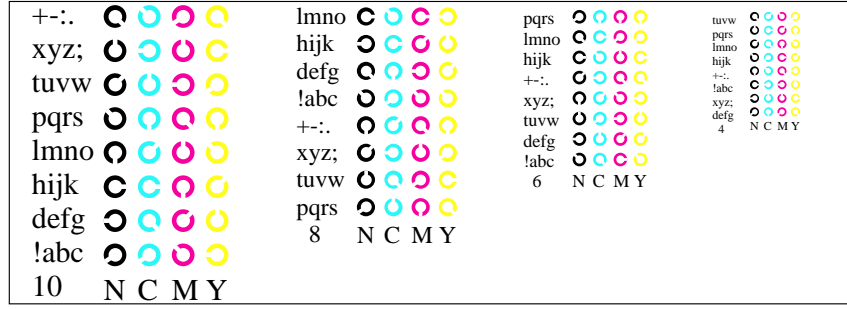 +-:.
xyz;
tuvw
pqrs
lmno
hijk
defg
!abc
10 N C M Y
lmno
hijk
defg
!abc
+-:.
xyz;
tuvw
pqrs
8 N C M Y
pqrs
lmno
hijk
+-:.
xyz;
tuvw
defg
!abc
6 N C M Y
tuvw
pqrs
lmno
hijk
+-:.
!abc
xyz;
defg
4 N C M Y